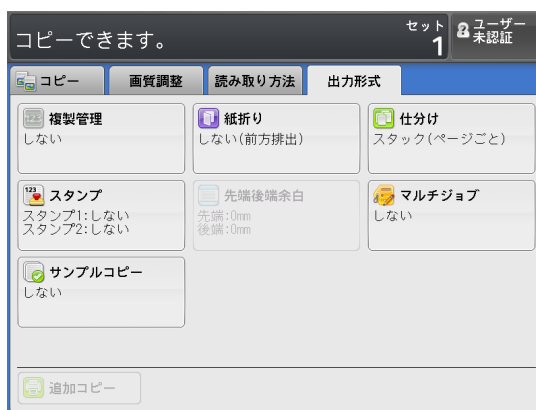 コピーできます。
セット
1
ユーザー
未認証
コピー
画質調整
読み取り方法
出力形式
複製管理
しない
紙折り
しない(前方排出)
仕分け
スタック(ページごと)
スタンプ
スタンプ1:しない
スタンプ2:しない
先端後端余白
先端:0mm
後端:0mm
マルチジョブ
しない
サンプルコピー
しない
追加コピー